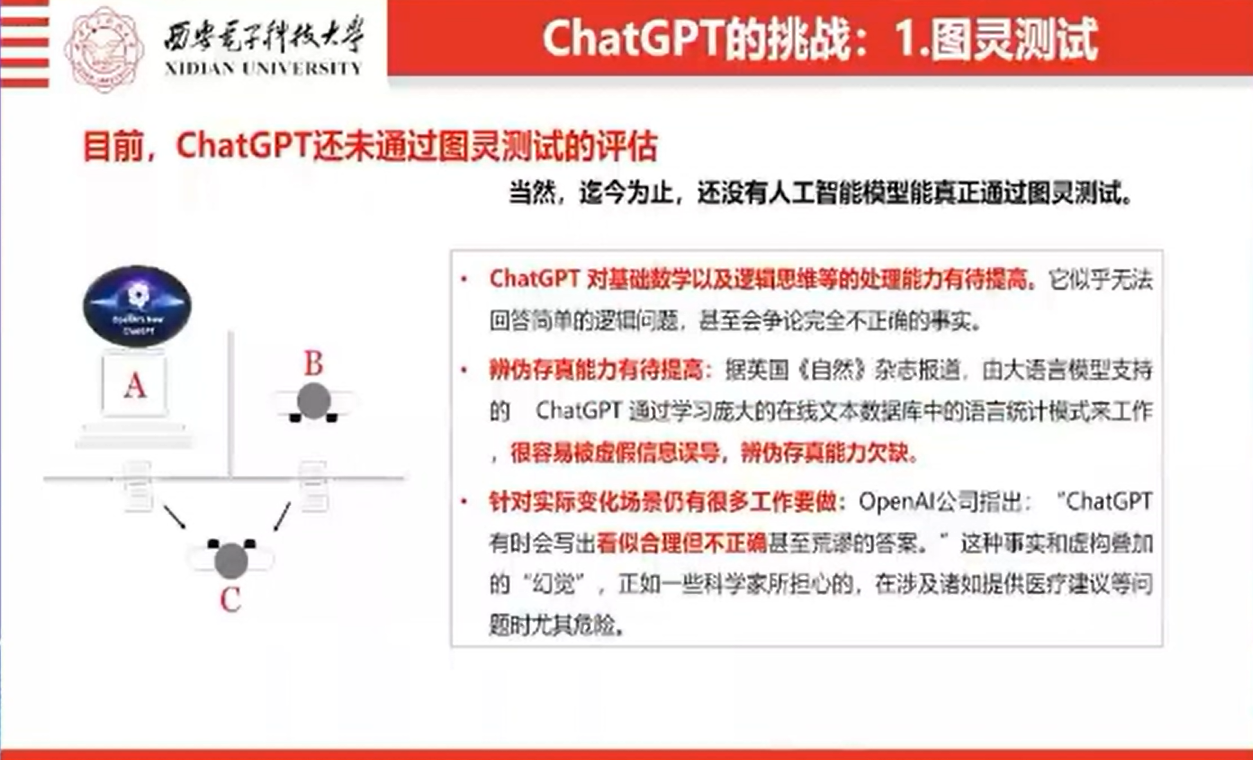 西安电子科技大学
XIDIAN UNIVERSITY
ChatGPT的挑战：1.图灵测试
目前，ChatGPT还未通过图灵测试的评估
当然，迄今为止，还没有人工智能模型能真正通过图灵测试。
ChatGPT
A
B
C
• ChatGPT 对基础数学以及逻辑思维等的处理能力有待提高。它似乎无法
回答简单的逻辑问题，甚至会争论完全不正确的事实。
• 辨伪存真能力有待提高：据英国《自然》杂志报道，由大语言模型支持
的 ChatGPT 通过学习庞大的在线文本数据库中的语言统计模式来工作
，很容易被虚假信息误导，辨伪存真能力欠缺。
• 针对实际变化场景仍有很多工作要做：OpenAI公司指出：“ChatGPT
有时会写出看似合理但不正确甚至荒谬的答案。”这种事实和虚构叠加
的“幻觉”，正如一些科学家所担心的，在涉及诸如提供医疗建议等问
题时尤其危险。